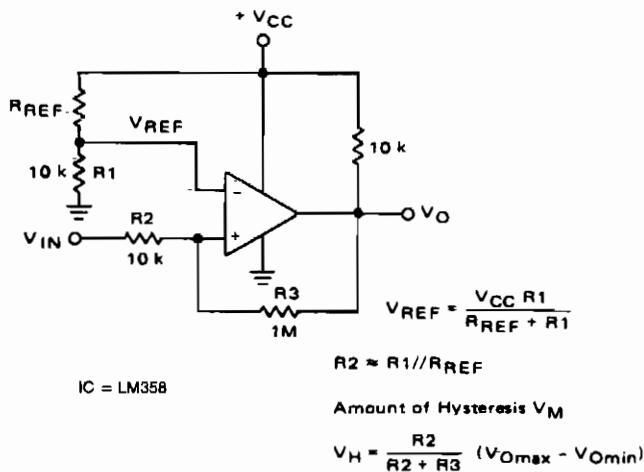 + VCC
RREF
VREF
10 k R1
10 k
−
+
VO
R2
VIN
10 k
R3
1M
VREF = VCC R1 / RREF + R1
R2 ≈ R1//RREF
IC = LM358
Amount of Hysteresis VM
VH = R2 / R2 + R3 (VOmax - VOmin)